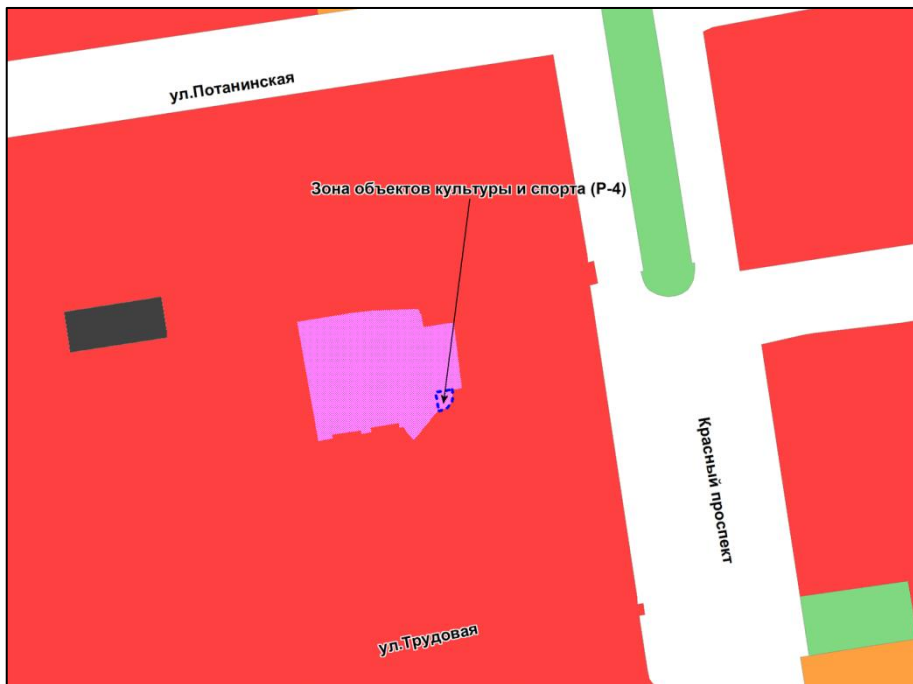 ул.Потанинская
Зона объектов культуры и спорта (Р-4)
Красный проспект
ул.Трудовая